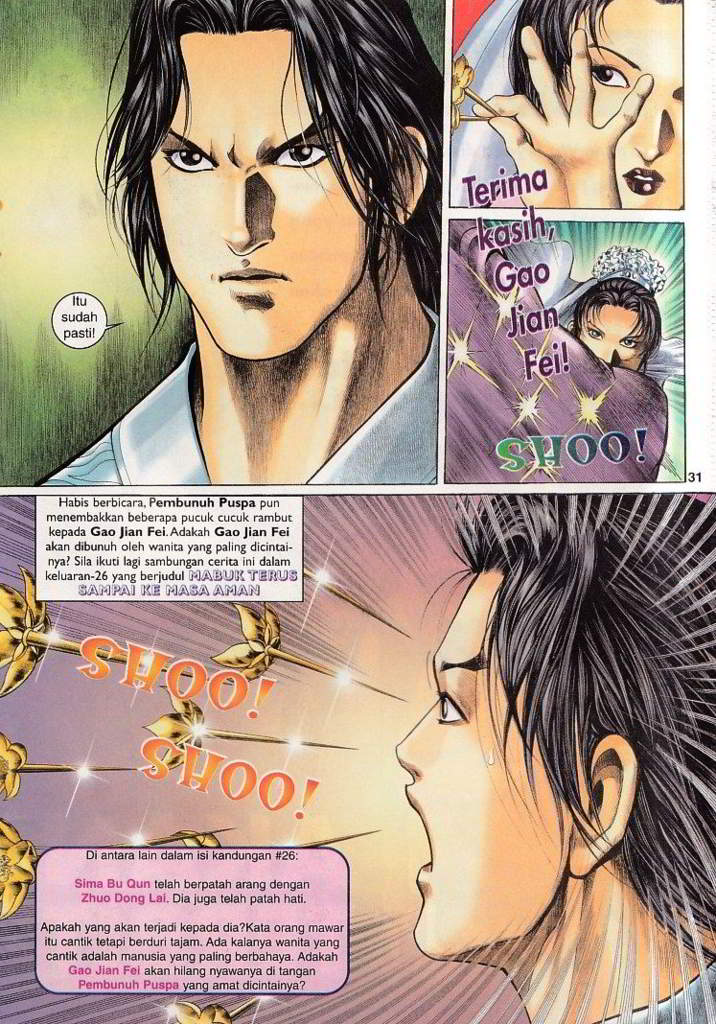 Itu
sudah
pasti!
Terima
kasih,
Gao
Jian
Fei!
SHOO!
31
Habis berbicara, Pembunuh Puspa pun
menembakkan beberapa pucuk cucuk rambut
kepada Gao Jian Fei. Adakah Gao Jian Fei
akan dibunuh oleh wanita yang paling dicintai-
nya? Sila ikuti lagi sambungan cerita ini dalam
keluaran-26 yang berjudul MABUK TERUS
SAMPAI KE MASA AMAN
SHOO!
SHOO!
Di antara lain dalam isi kandungan #26:
Sima Bu Qun telah berpatah arang dengan
Zhuo Dong Lai. Dia juga telah patah hati.
Apakah yang akan terjadi kepada dia?Kata orang mawar
itu cantik tetapi berduri tajam. Ada kalanya wanita yang
cantik adalah manusia yang paling berbahaya. Adakah
Gao Jian Fei akan hilang nyawanya di tangan
Pembunuh Puspa yang amat dicintainya?